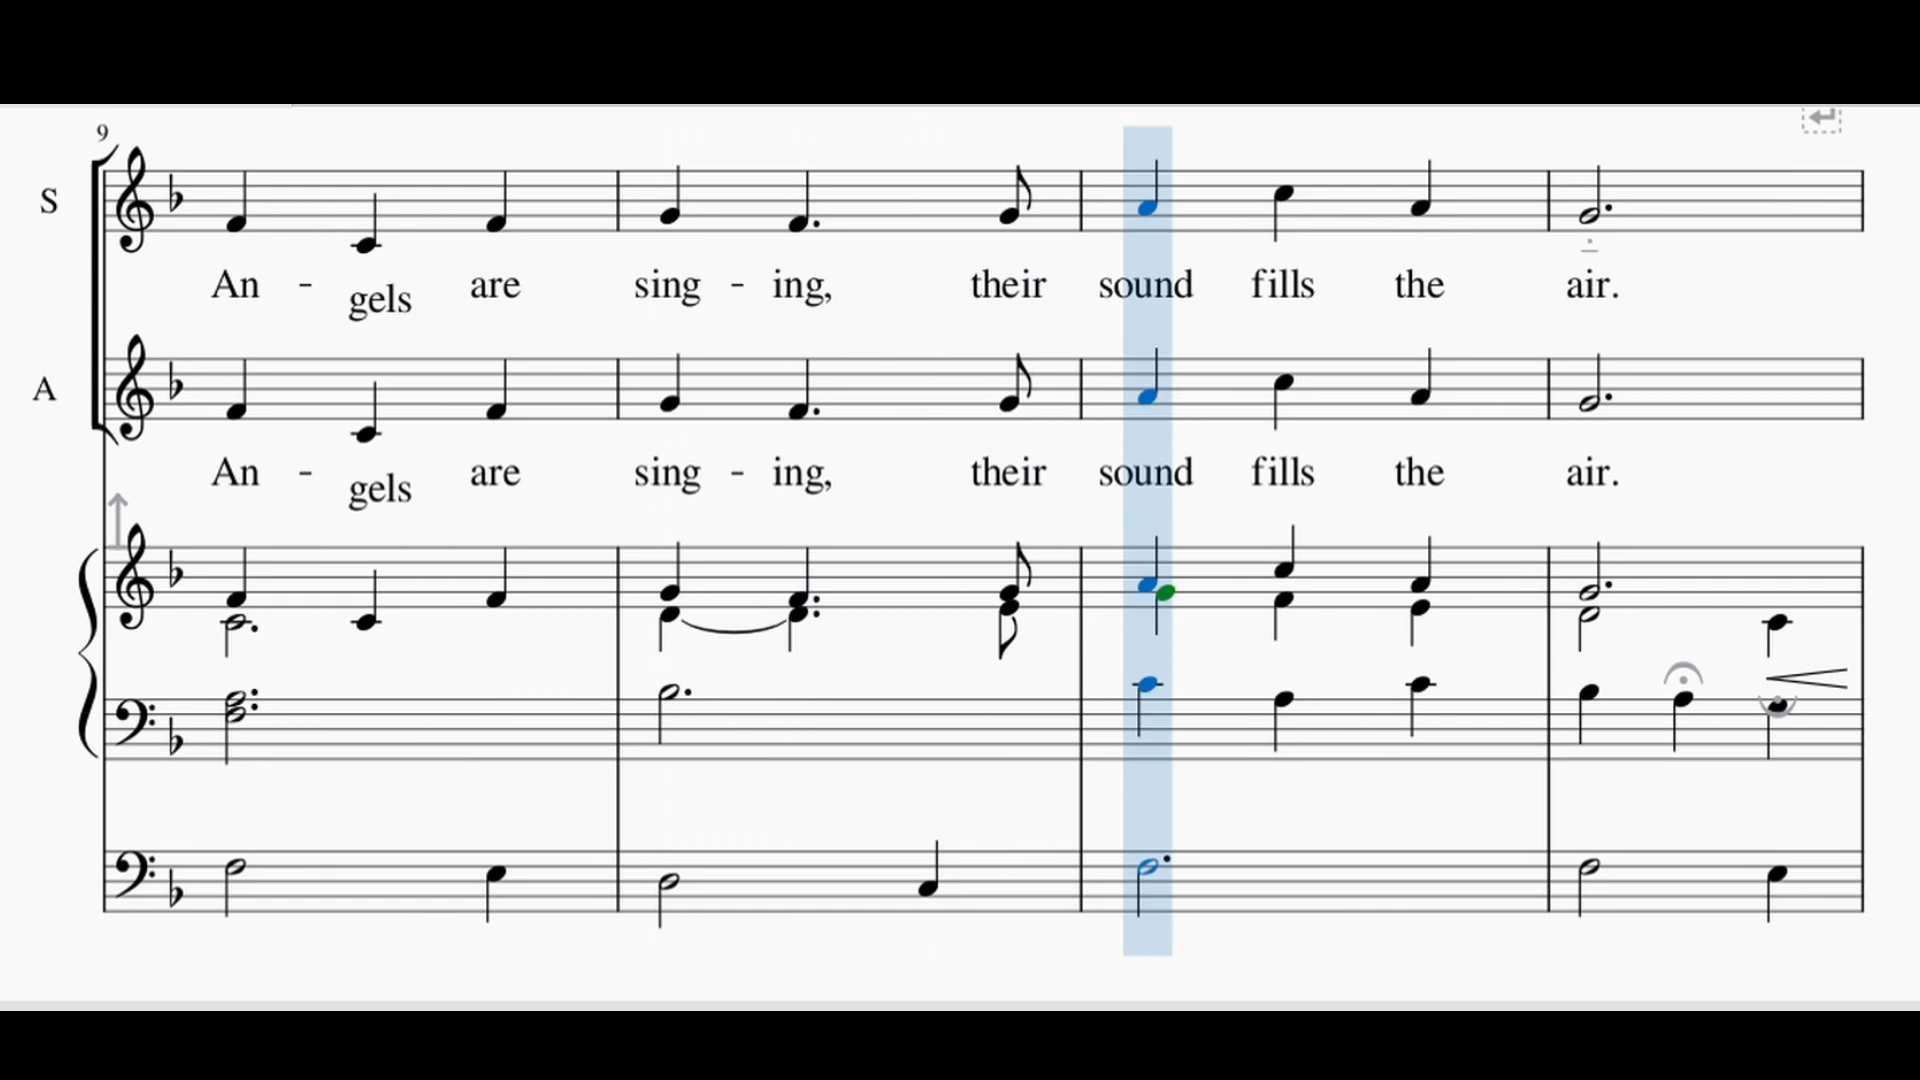 9
S
An - gels are sing - ing, their sound fills the air.
A
An - gels are sing - ing, their sound fills the air.